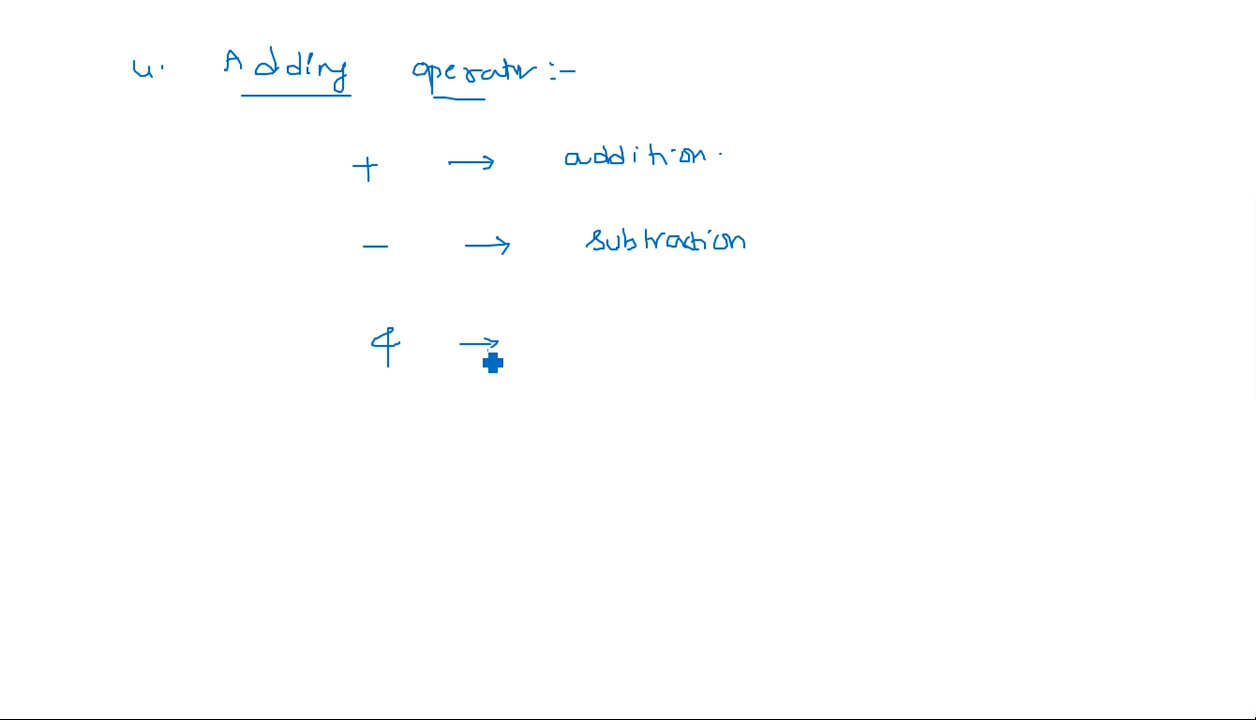 4. Adding operator :-
+ → addition.
- → subtraction
& →